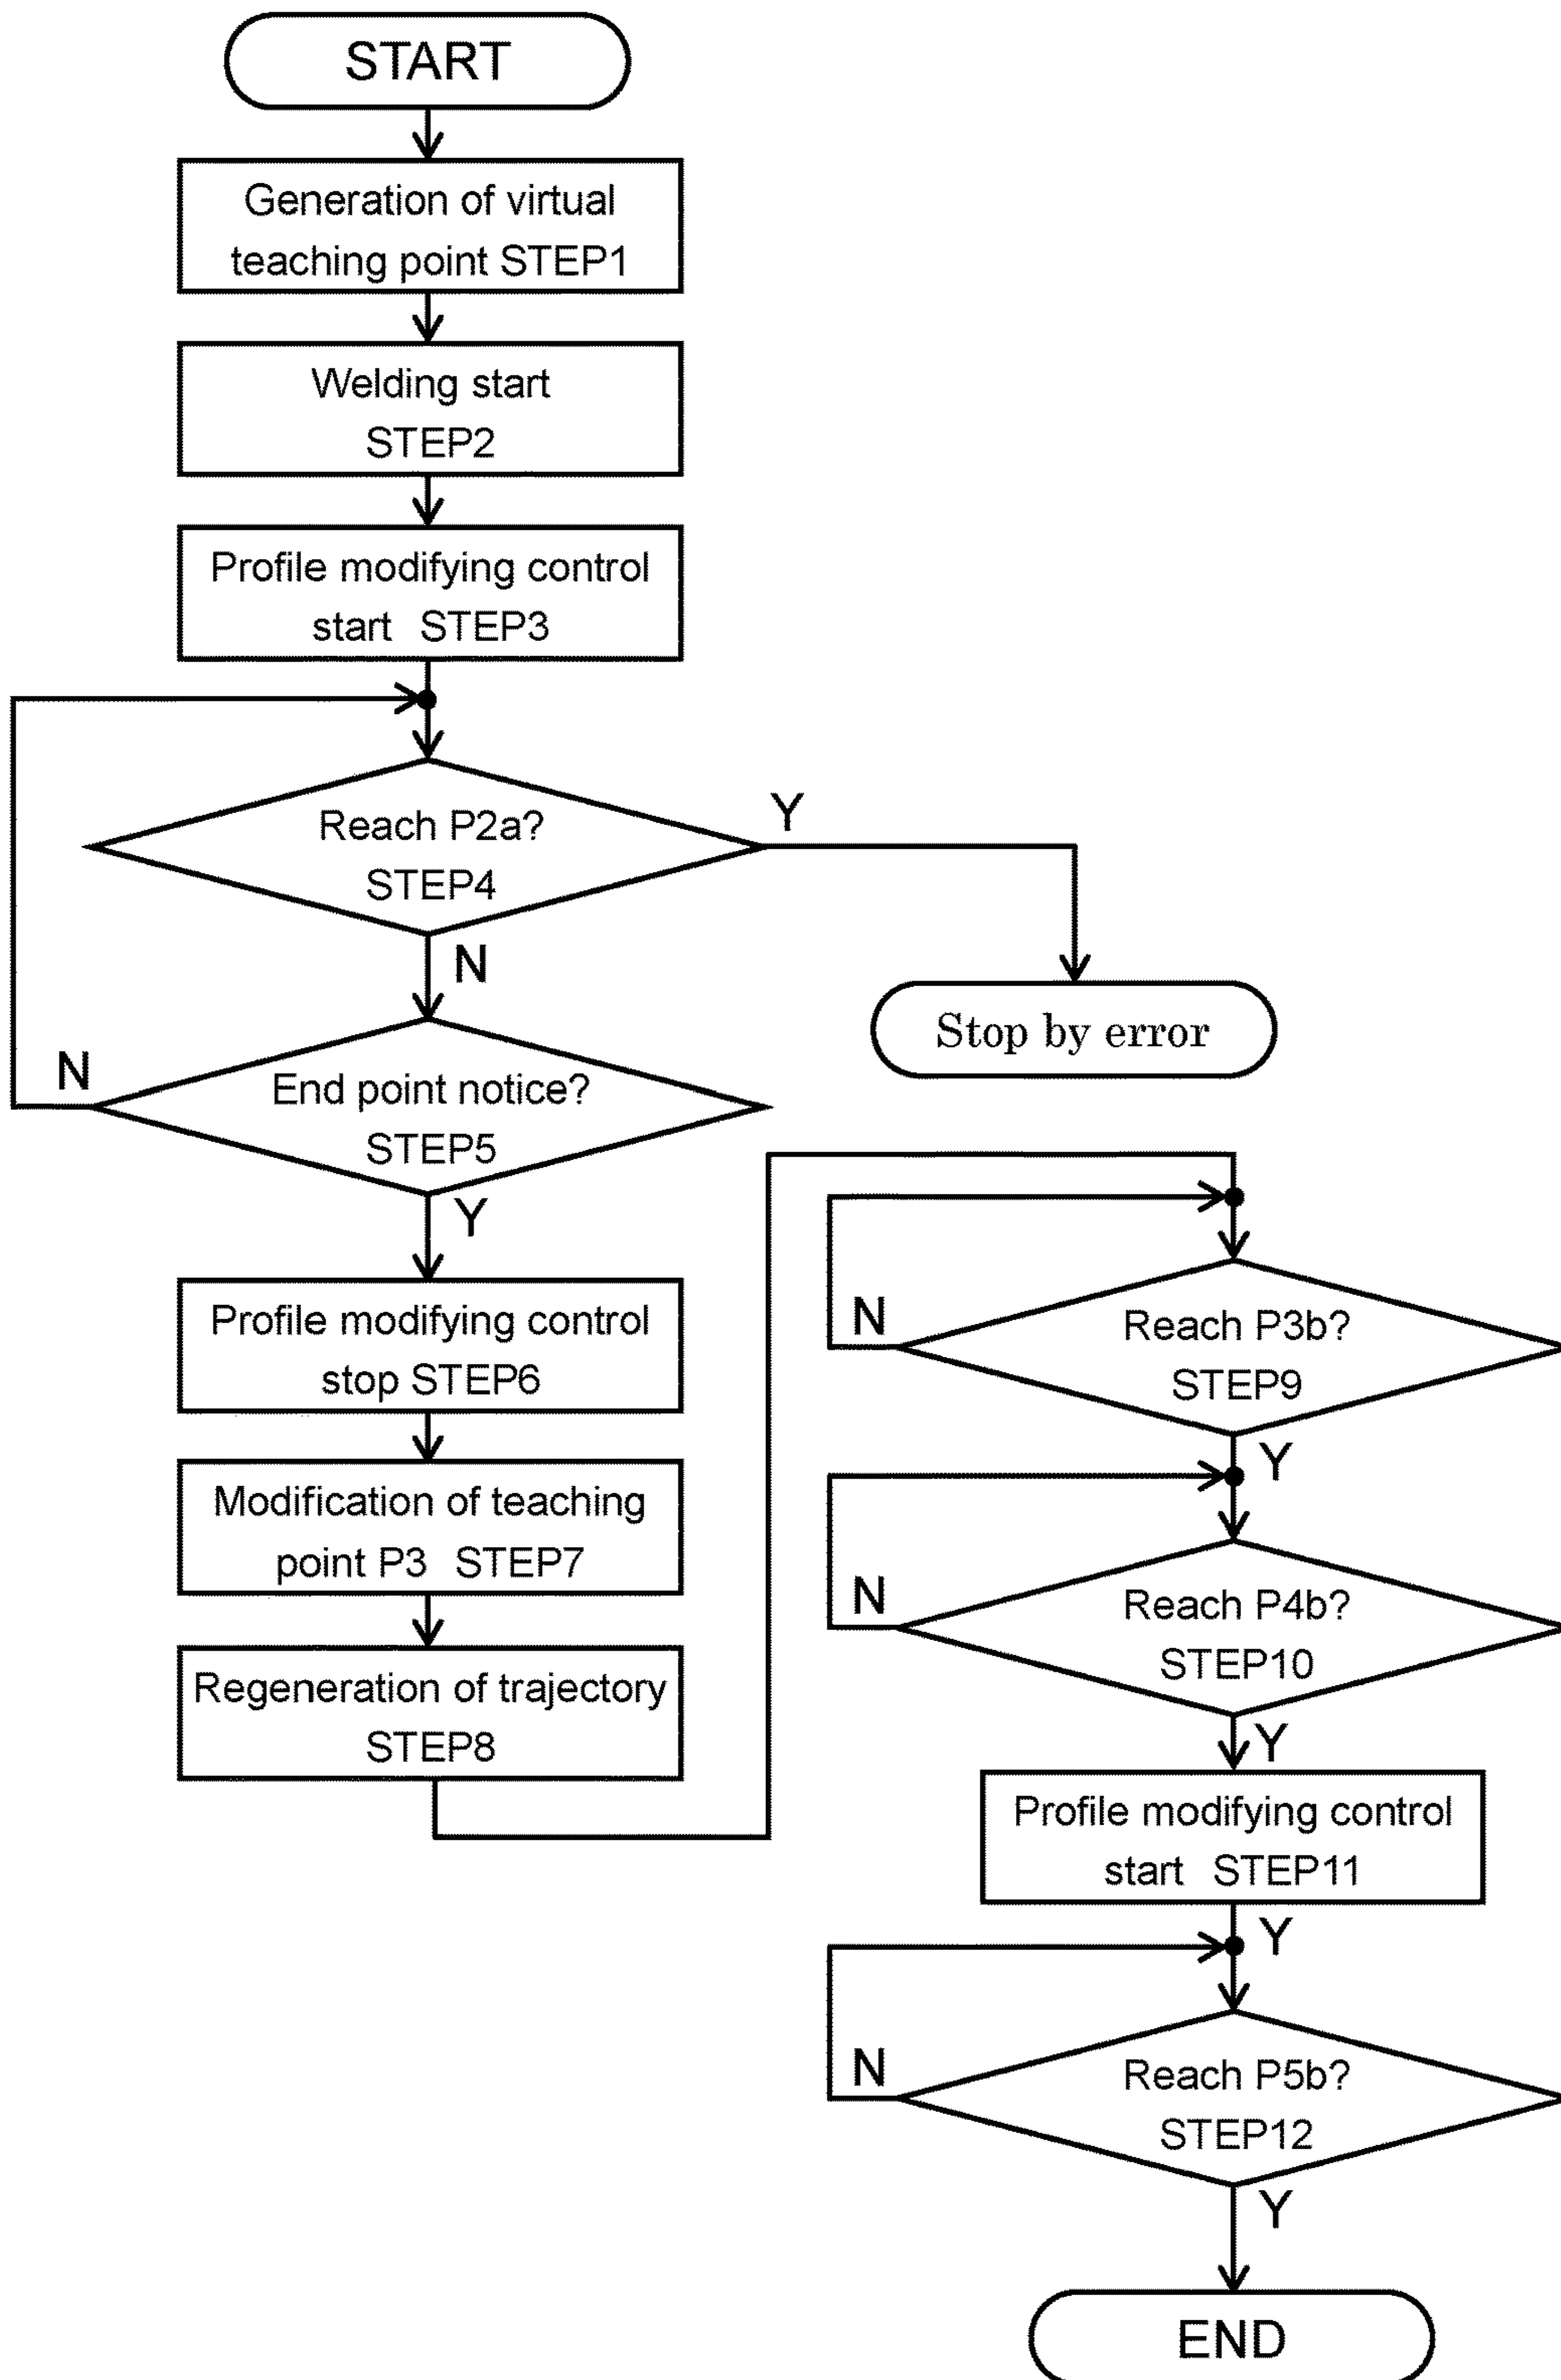 START
Generation of virtual
teaching point STEP1
Welding start
STEP2
Profile modifying control
start STEP3
Reach P2a?
STEP4
Y
N
Stop by error
End point notice?
STEP5
N
Y
Profile modifying control
stop STEP6
Modification of teaching
point P3 STEP7
Regeneration of trajectory
STEP8
Reach P3b?
STEP9
N
Y
Reach P4b?
STEP10
N
Y
Profile modifying control
start STEP11
Y
Reach P5b?
STEP12
N
Y
END